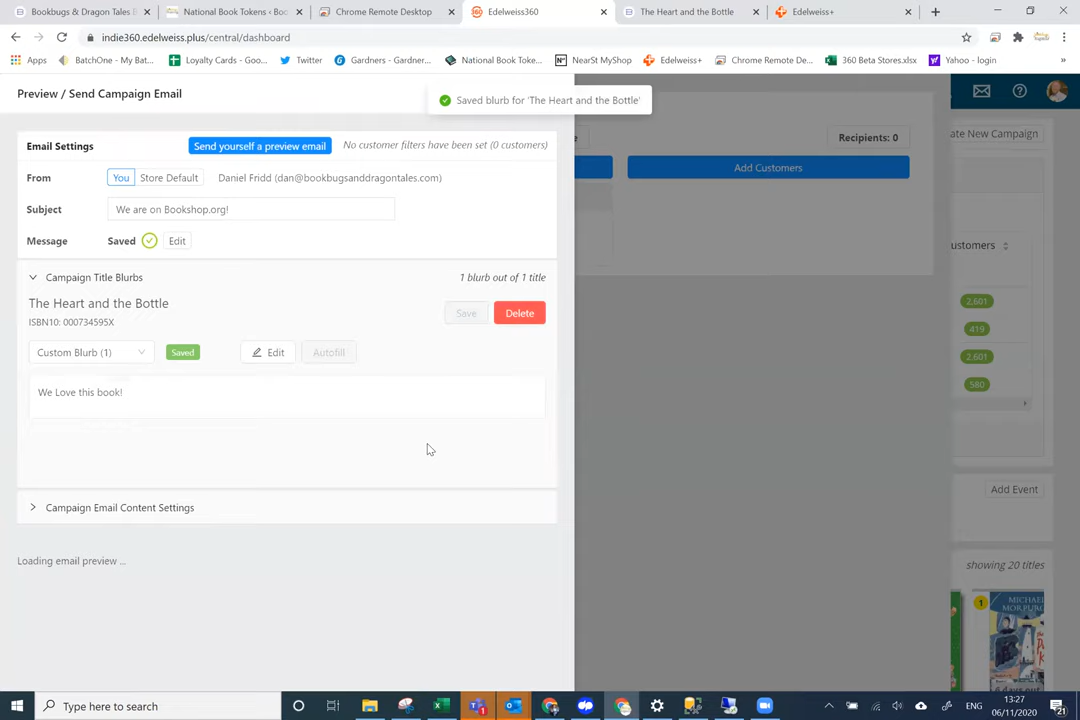 Bookbugs & Dragon Tales B
National Book Tokens ‹ Boo
Chrome Remote Desktop
Edelweiss360
The Heart and the Bottle
Edelweiss+
indie360.edelweiss.plus/central/dashboard
Apps
BatchOne - My Bat...
Loyalty Cards - Goo...
Twitter
Gardners - Gardner...
National Book Toke...
NearSt MyShop
Edelweiss+
Chrome Remote De...
360 Beta Stores.xlsx
Yahoo - login
Preview / Send Campaign Email
Saved blurb for 'The Heart and the Bottle'
Email Settings
Send yourself a preview email
No customer filters have been set (0 customers)
Recipients: 0
ate New Campaign
From
You
Store Default
Daniel Fridd (dan@bookbugsanddragontales.com)
Add Customers
Subject
We are on Bookshop.org!
Message
Saved
Edit
ustomers
Campaign Title Blurbs
1 blurb out of 1 title
The Heart and the Bottle
ISBN10: 000734595X
Save
Delete
2,601
419
2,601
580
Custom Blurb (1)
Saved
Edit
Autofill
We Love this book!
Add Event
Campaign Email Content Settings
Loading email preview ...
showing 20 titles
1
MICHAEL
MORPURGO
Type here to search
1
ENG
13:27
06/11/2020
21